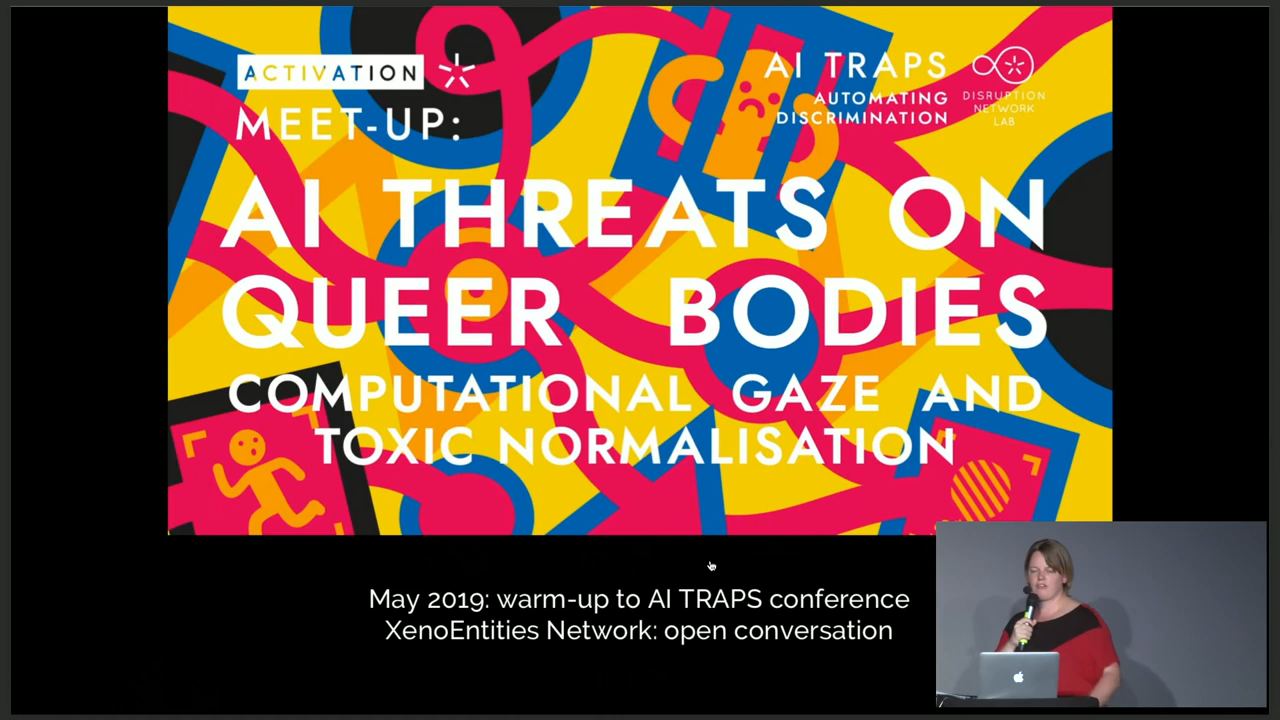 ACTIVATION
MEET-UP:
AI TRAPS
AUTOMATING
DISCRIMINATION
DISRUPTION
NETWORK
LAB
AI THREATS ON
QUEER BODIES
COMPUTATIONAL GAZE AND
TOXIC NORMALISATION
May 2019: warm-up to AI TRAPS conference
XenoEntities Network: open conversation